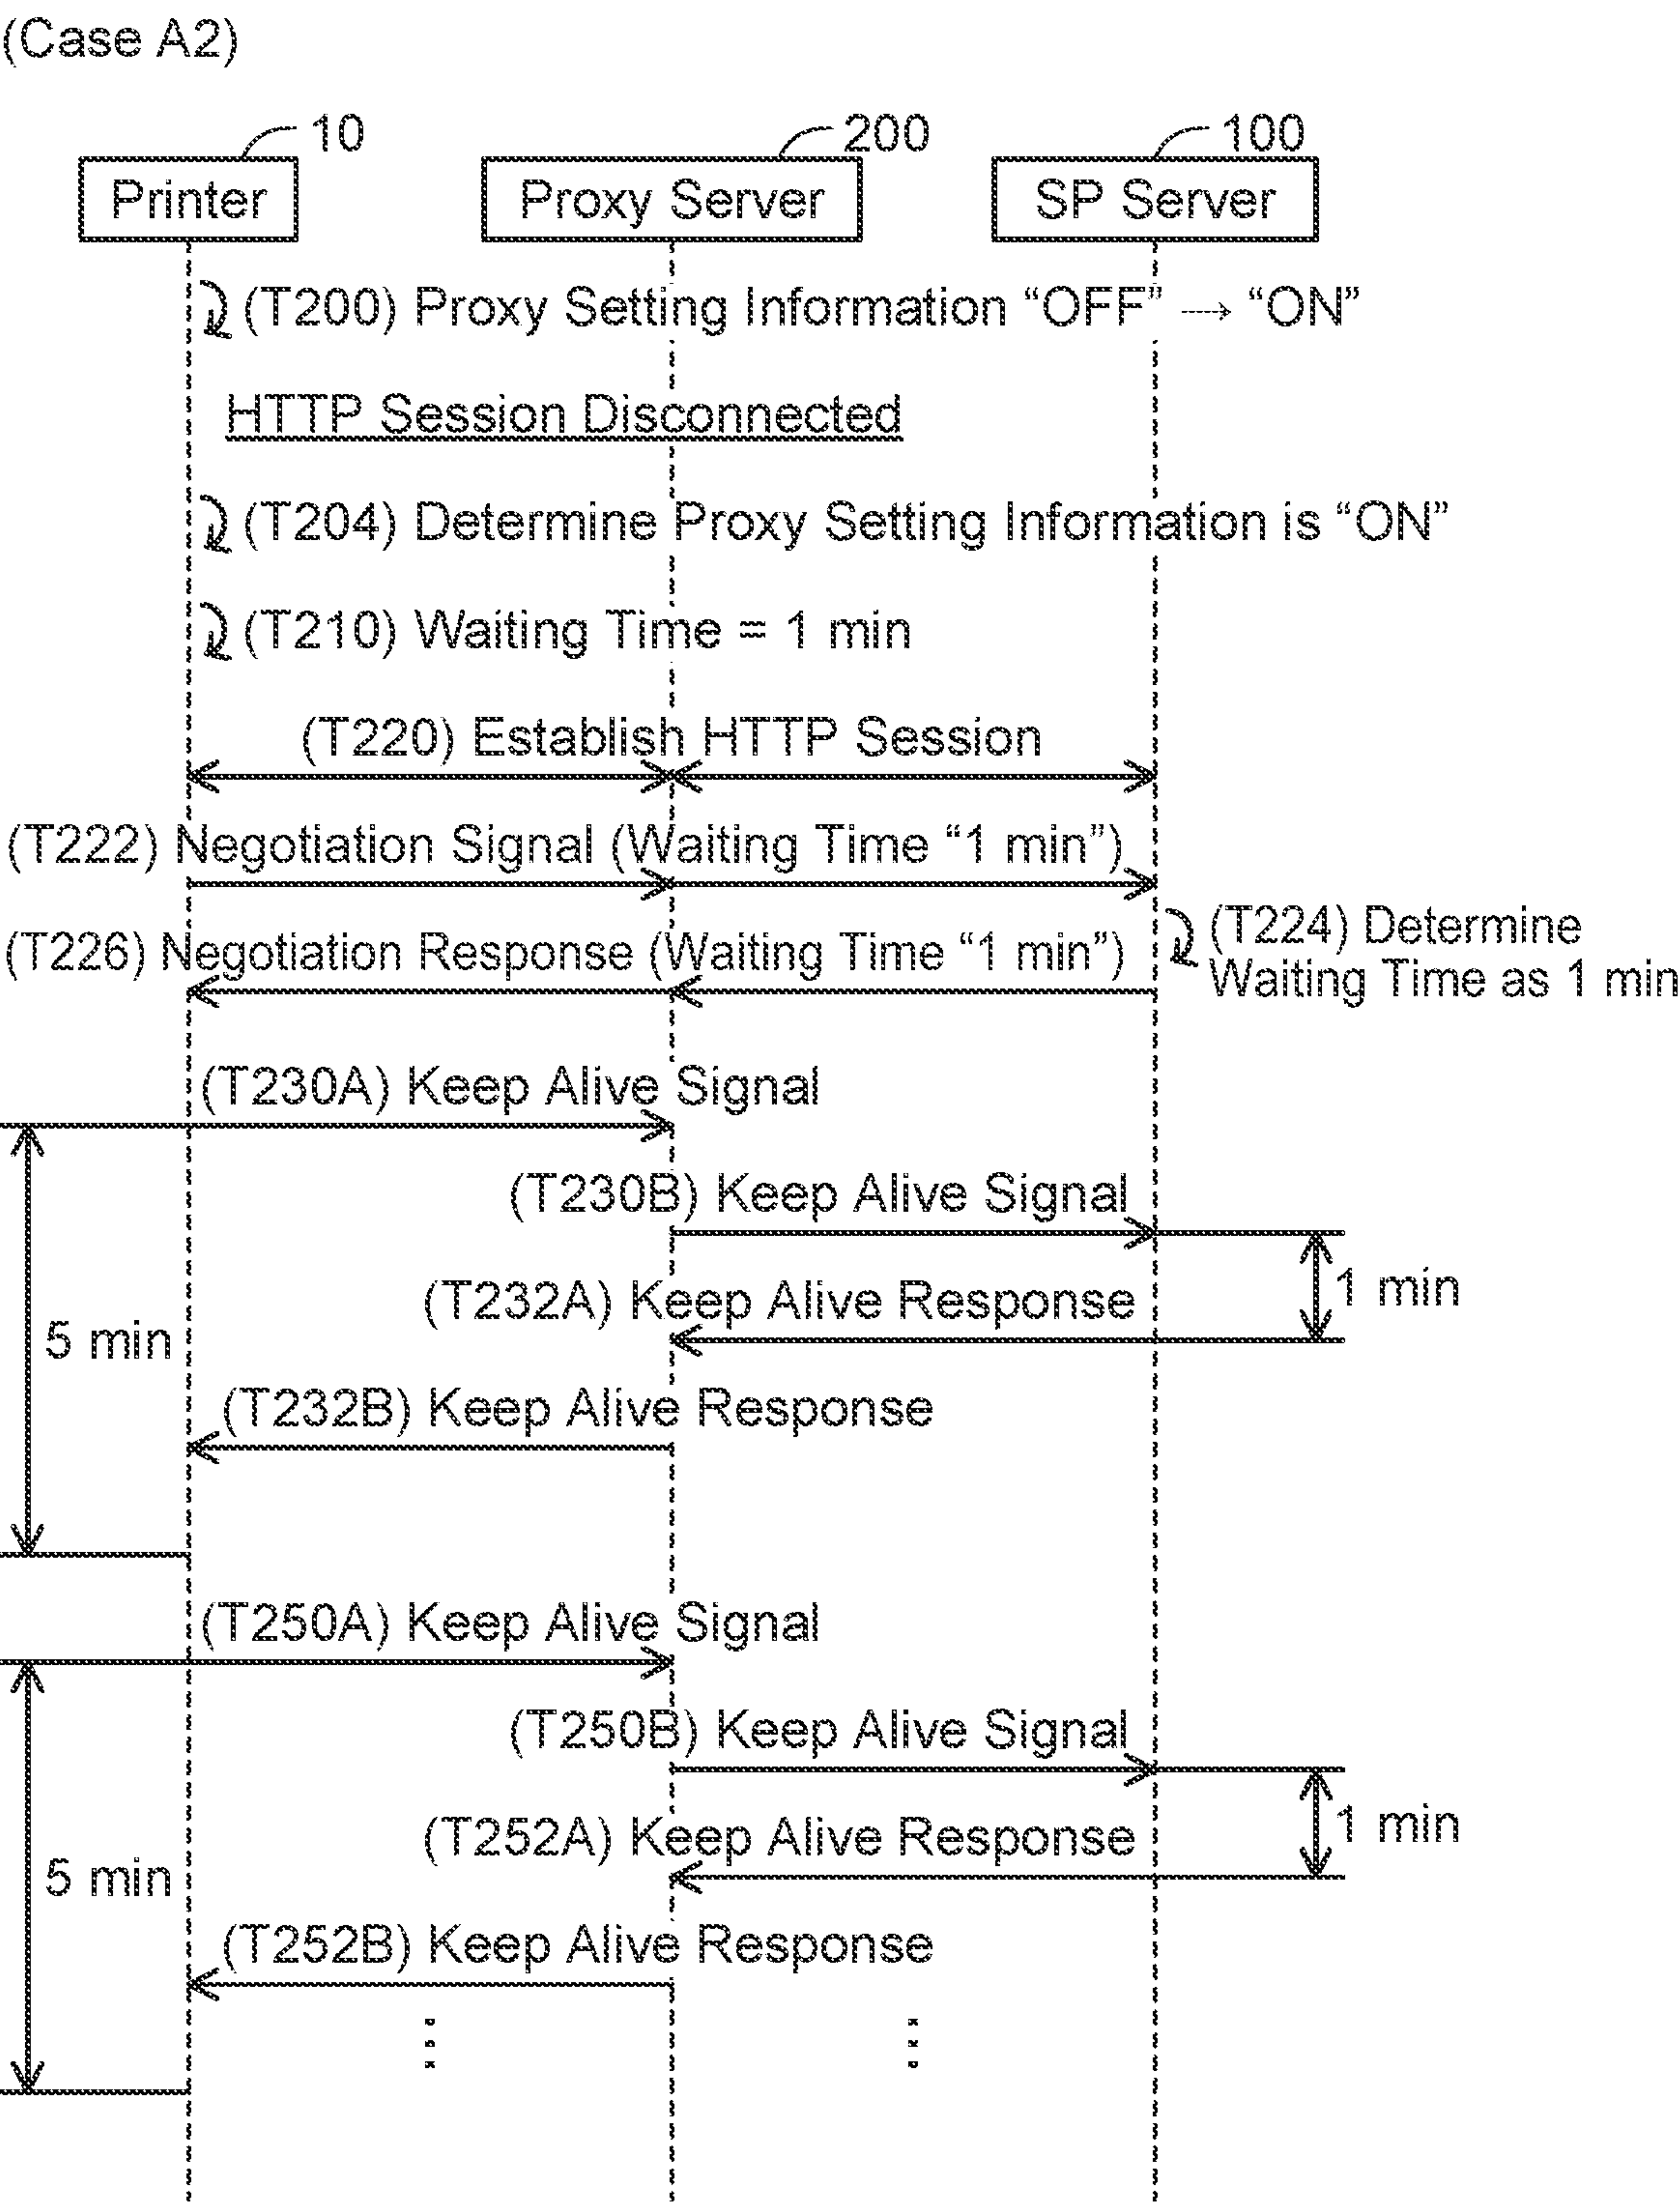 (Case A2)
10
200
100
Printer
Proxy Server
SP Server
(T200) Proxy Setting Information “OFF” → “ON”
HTTP Session Disconnected
(T204) Determine Proxy Setting Information is “ON”
(T210) Waiting Time = 1 min
(T220) Establish HTTP Session
(T222) Negotiation Signal (Waiting Time “1 min”)
(T224) Determine
Waiting Time as 1 min
(T226) Negotiation Response (Waiting Time “1 min”)
(T230A) Keep Alive Signal
(T230B) Keep Alive Signal
1 min
(T232A) Keep Alive Response
5 min
(T232B) Keep Alive Response
(T250A) Keep Alive Signal
(T250B) Keep Alive Signal
1 min
(T252A) Keep Alive Response
5 min
(T252B) Keep Alive Response